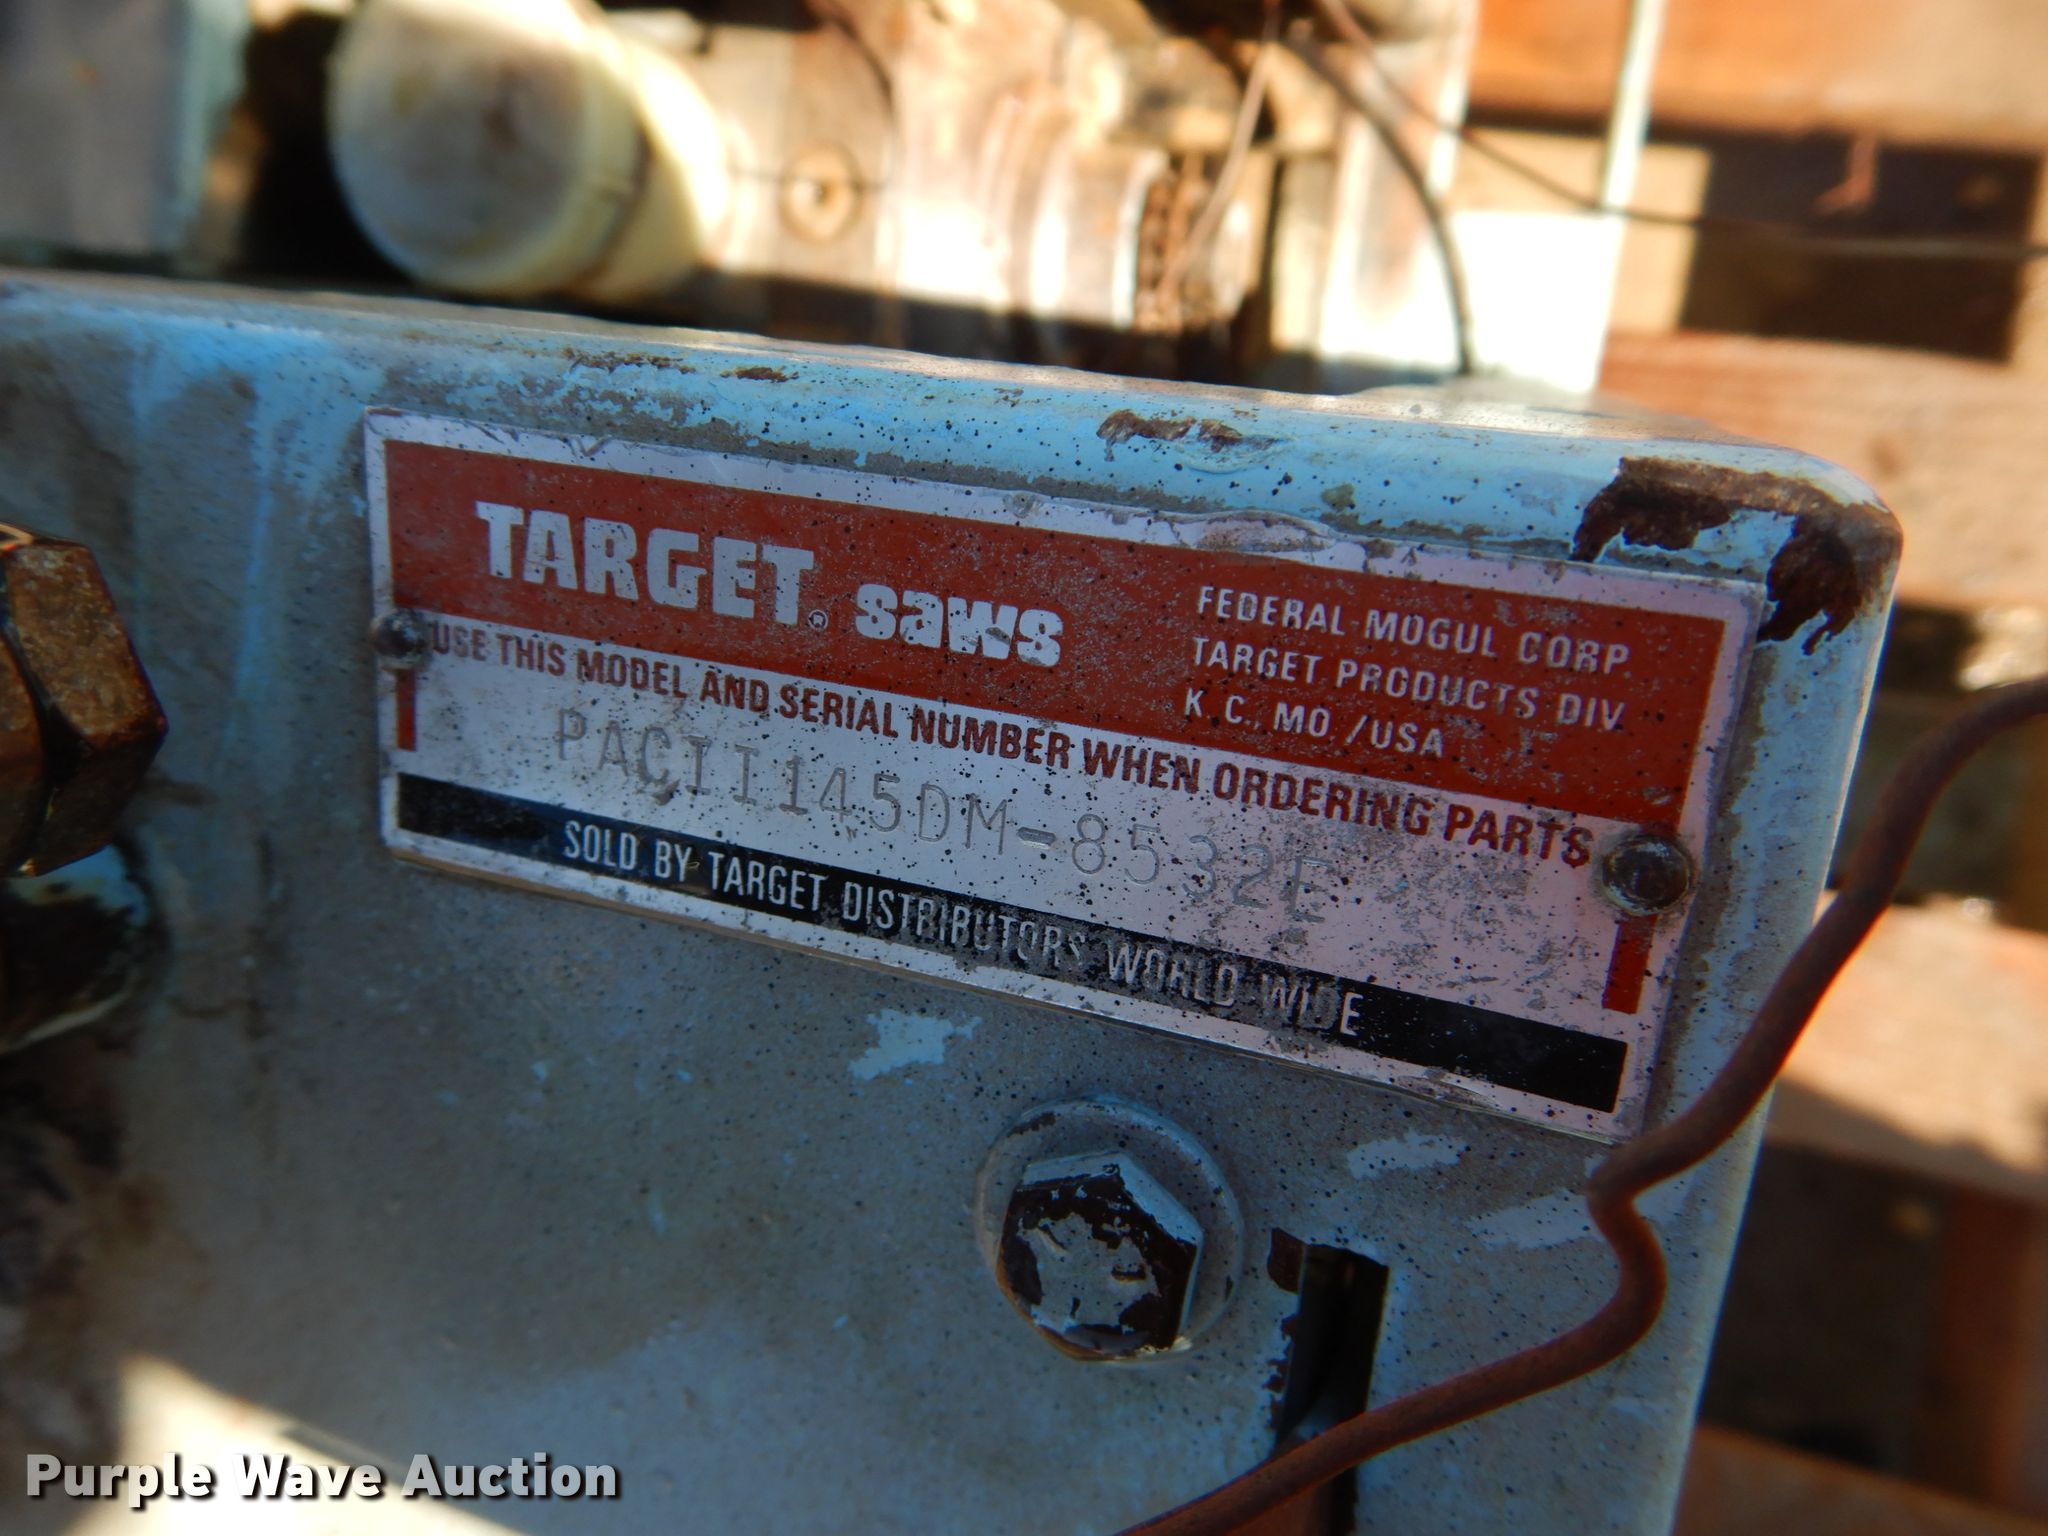 TARGET® saws
FEDERAL-MOGUL CORP.
TARGET PRODUCTS DIV.
K.C., MO./USA
USE THIS MODEL AND SERIAL NUMBER WHEN ORDERING PARTS
PACII145DM-8532E
SOLD BY TARGET DISTRIBUTORS WORLD WIDE
Purple Wave Auction